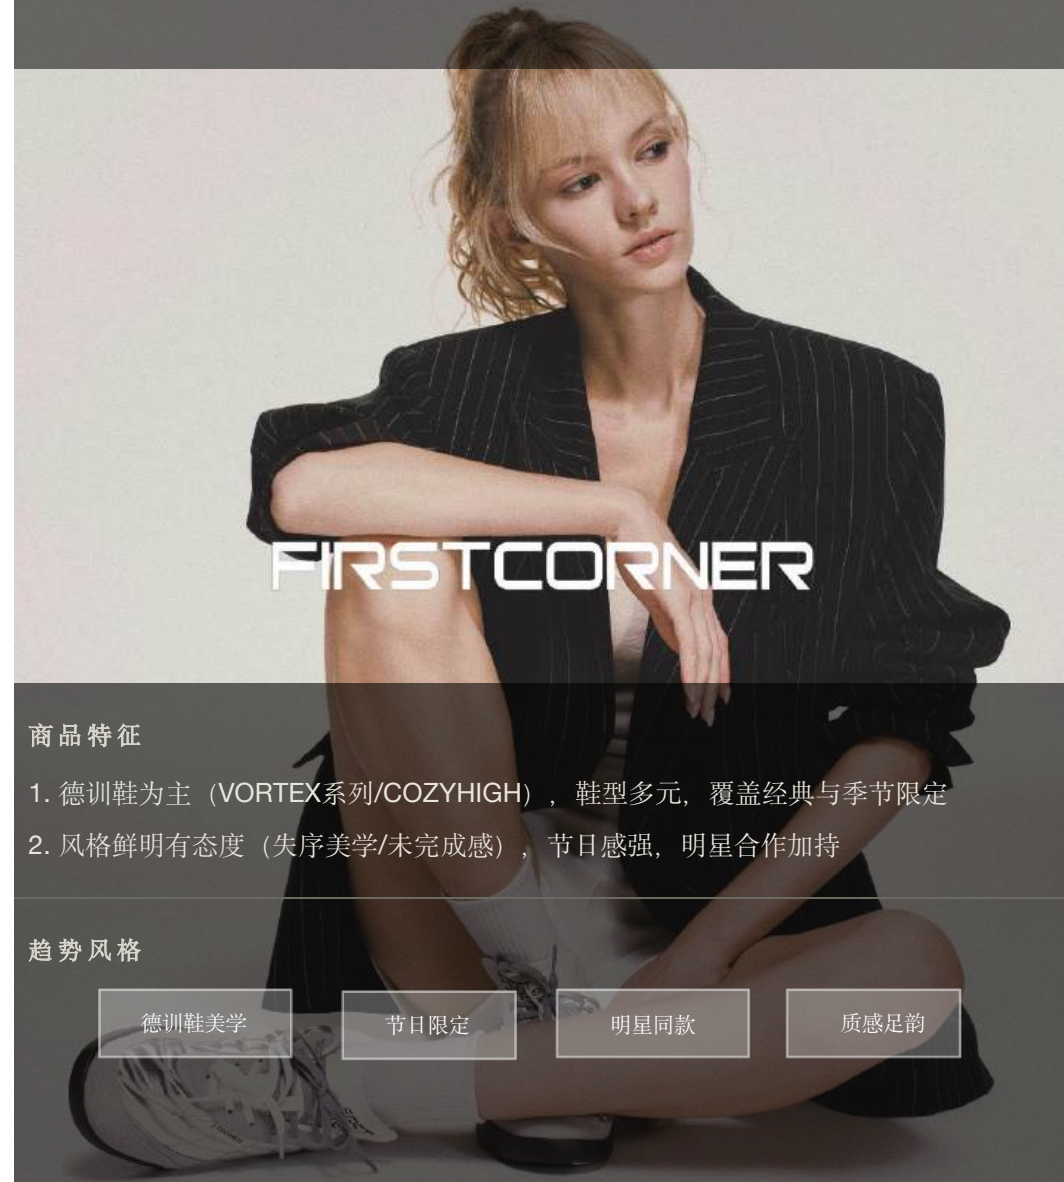 FIRSTCORNER
商品特征
1. 德训鞋为主（VORTEX系列/COZYHIGH），鞋型多元，覆盖经典与季节限定
2. 风格鲜明有态度（失序美学/未完成感），节日感强，明星合作加持
趋势风格
德训鞋美学
节日限定
明星同款
质感足韵